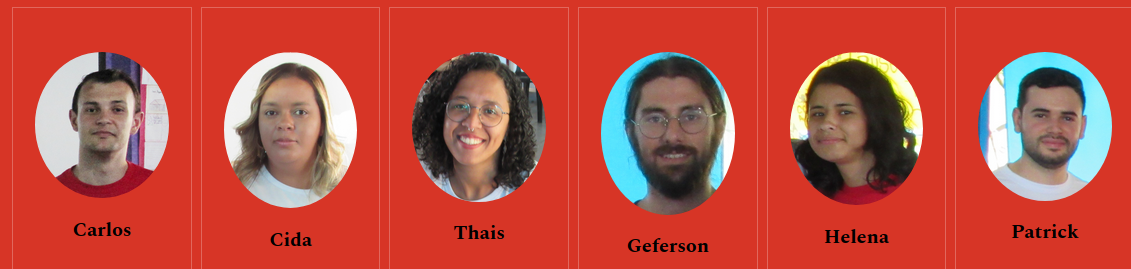 Carlos
Cida
Thais
Geferson
Helena
Patrick